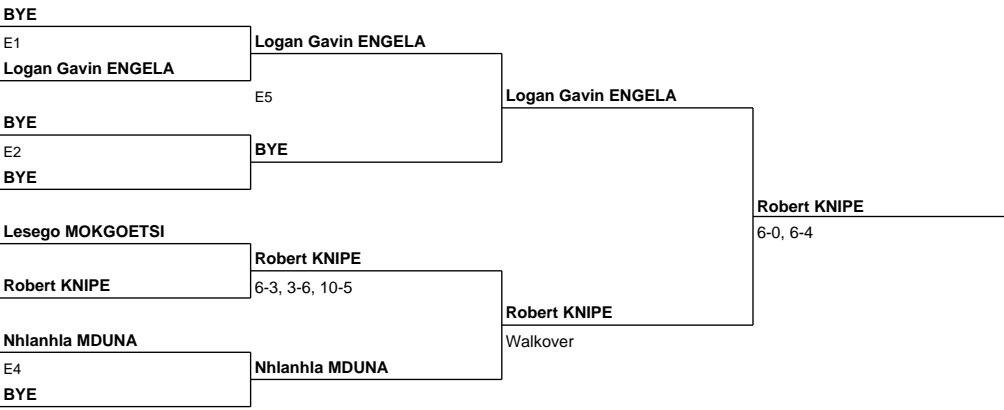 BYE
E1
Logan Gavin ENGELA
Logan Gavin ENGELA
E5
Logan Gavin ENGELA
BYE
E2
BYE
BYE
Robert KNIPE
6-0, 6-4
Lesego MOKGOETSI
Robert KNIPE
Robert KNIPE
6-3, 3-6, 10-5
Robert KNIPE
Walkover
Nhlanhla MDUNA
E4
BYE
Nhlanhla MDUNA